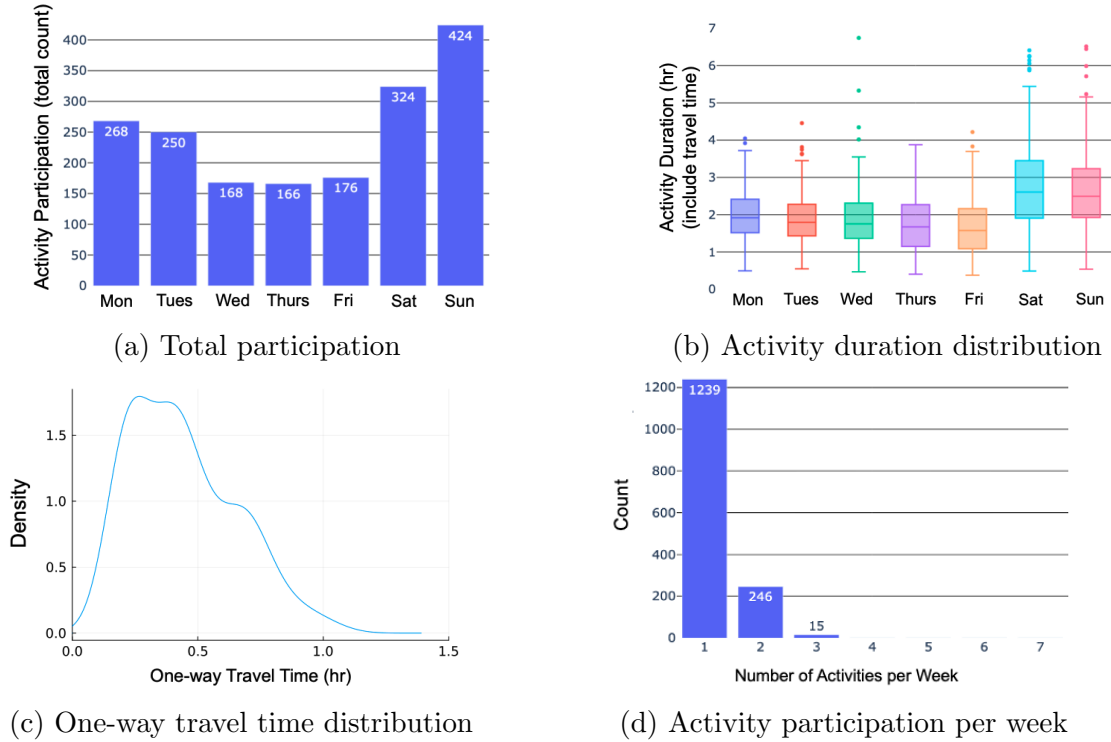 Activity Participation (total count)
400
350
300
250
200
150
100
50
0
268
250
168
166
176
324
424
Mon Tues Wed Thurs Fri Sat Sun
(a) Total participation
Activity Duration (hr)
(include travel time)
7
6
5
4
3
2
1
0
Mon Tues Wed Thurs Fri Sat Sun
(b) Activity duration distribution
Density
1.5
1.0
0.5
0.0
0.0 0.5 1.0 1.5
One-way Travel Time (hr)
(c) One-way travel time distribution
Count
1200
1000
800
600
400
200
0
1239
246
15
1 2 3 4 5 6 7
Number of Activities per Week
(d) Activity participation per week